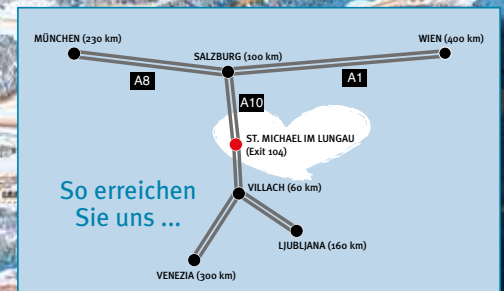 MÜNCHEN (230 km)
WIEN (400 km)
SALZBURG (100 km)
A8
A1
A10
ST. MICHAEL IM LUNGAU
(Exit 104)
So erreichen
Sie uns ...
VILLACH (60 km)
LJUBLJANA (160 km)
VENEZIA (300 km)